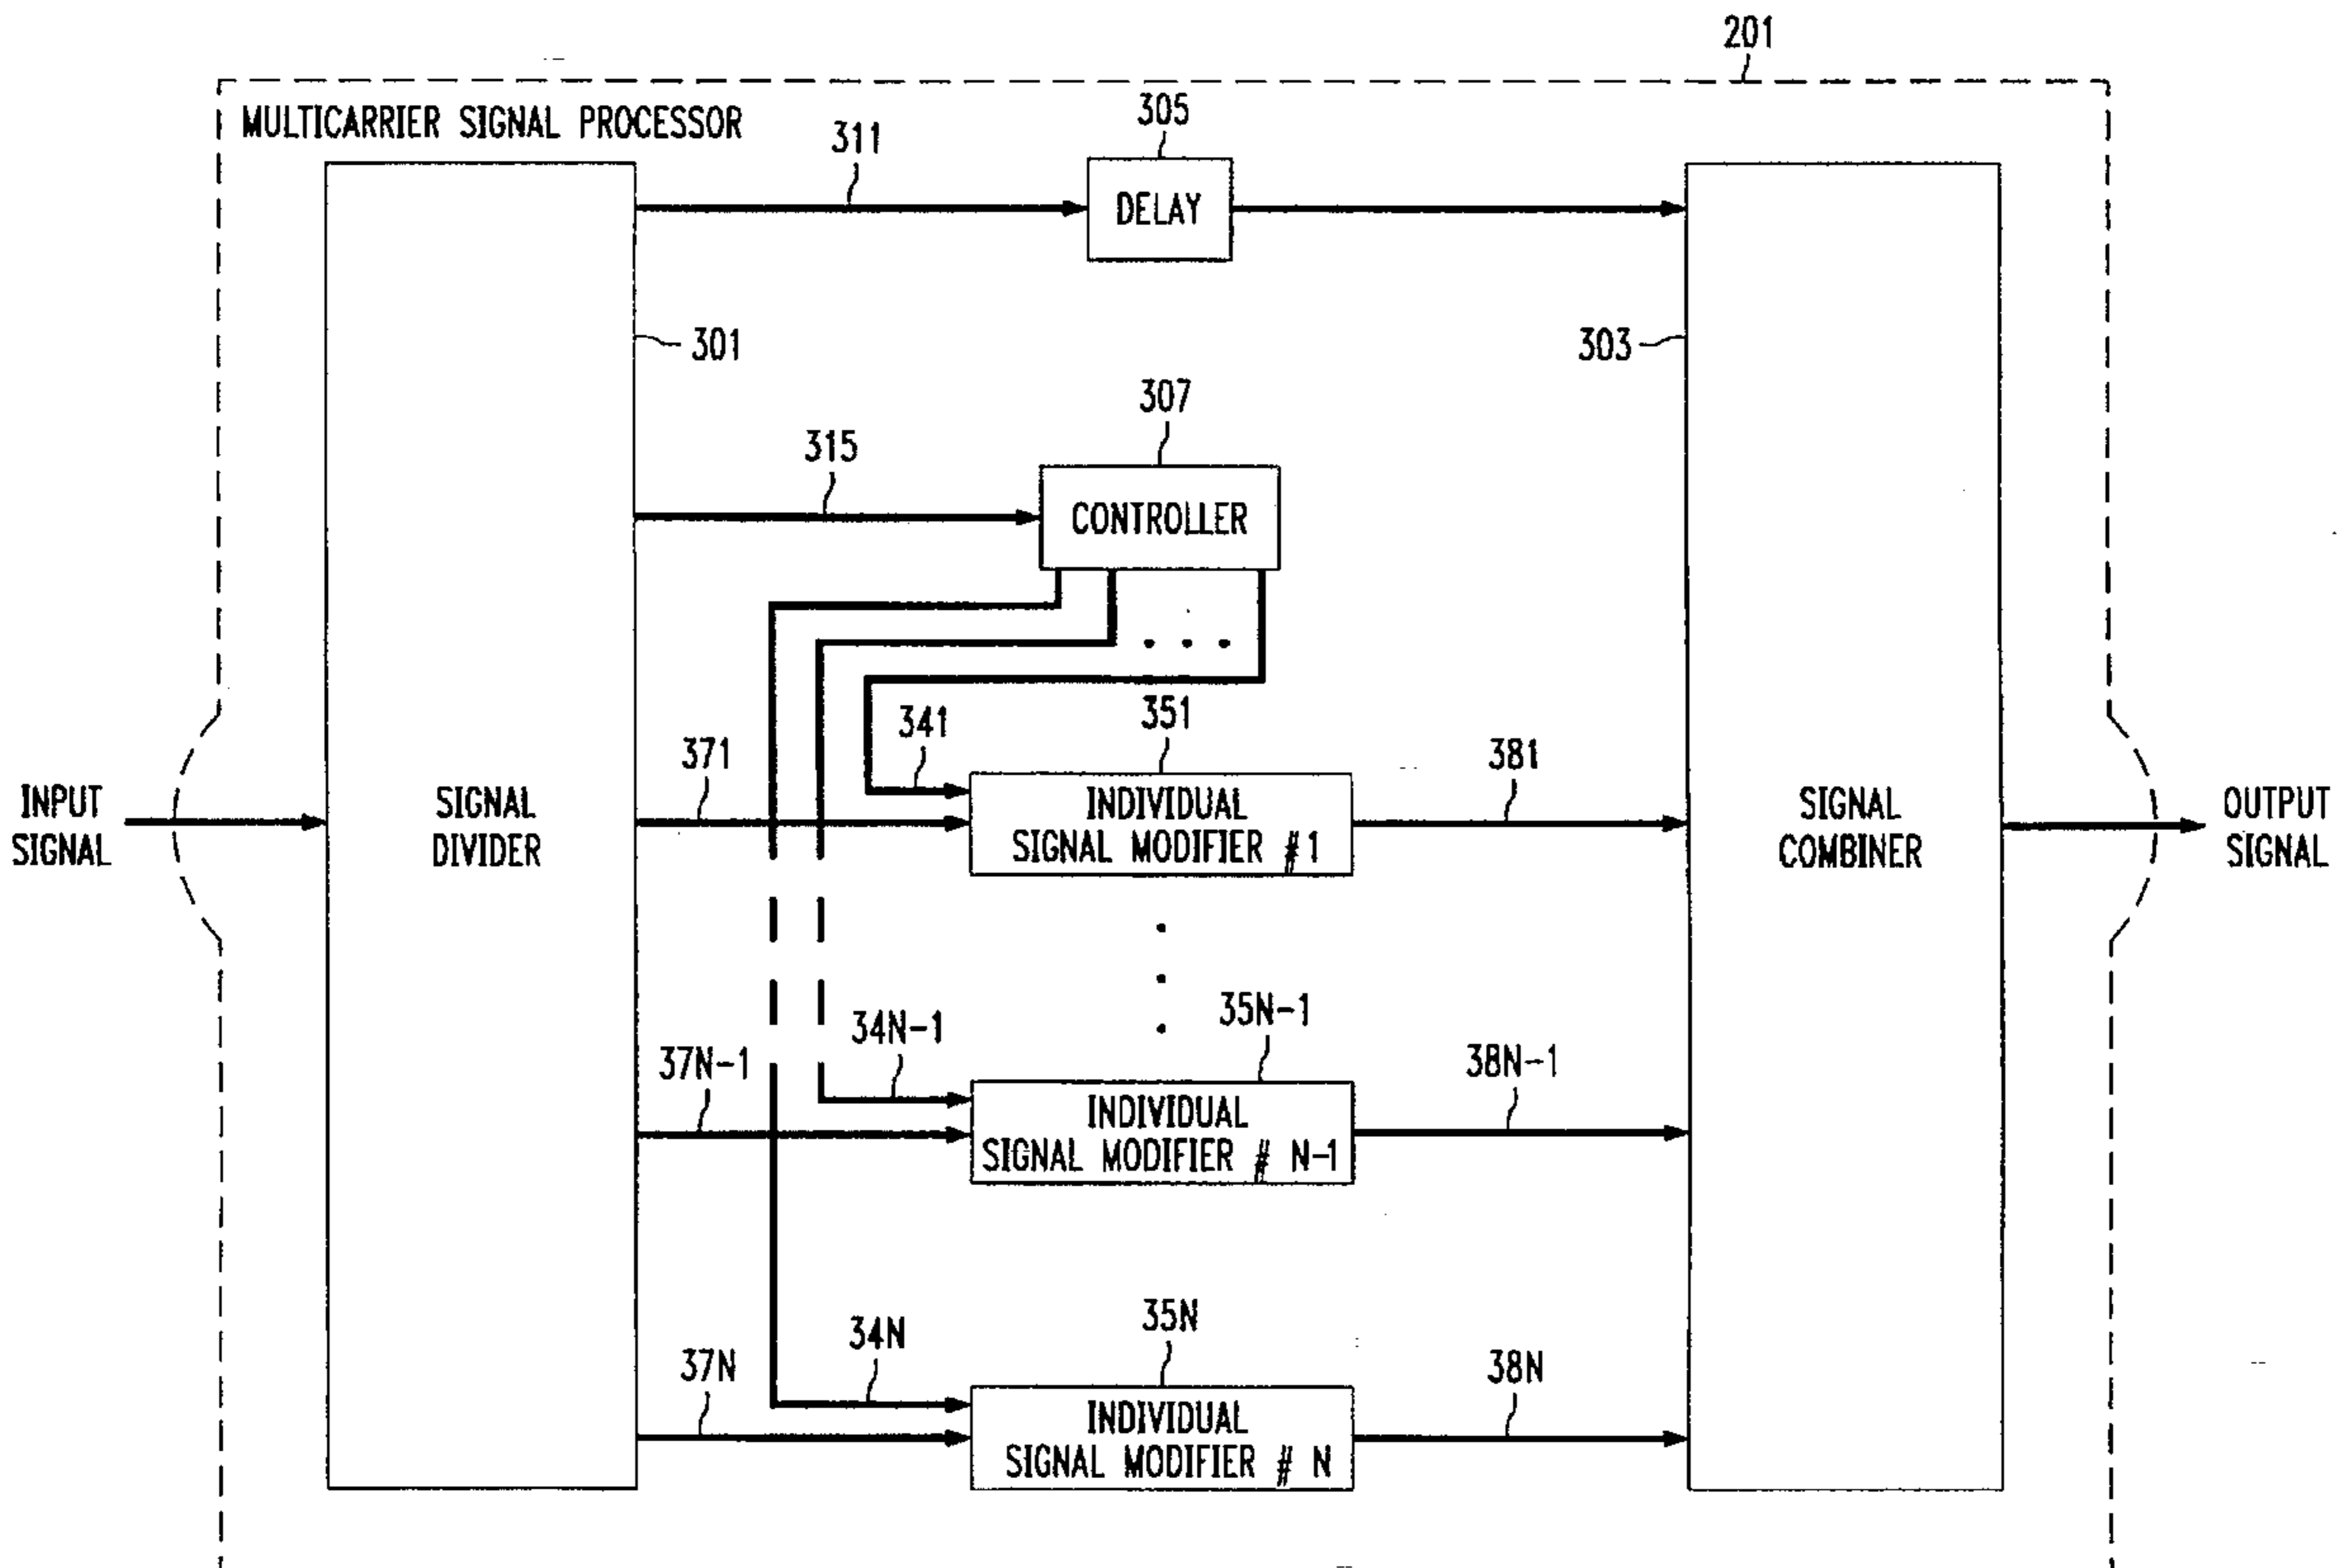 201
MULTICARRIER SIGNAL PROCESSOR
311
305
DELAY
301
303
307
315
CONTROLLER
. . .
341
351
371
381
INPUT
SIGNAL
SIGNAL
DIVIDER
INDIVIDUAL
SIGNAL MODIFIER #1
SIGNAL
COMBINER
OUTPUT
SIGNAL
34N-1
35N-1
37N-1
38N-1
INDIVIDUAL
SIGNAL MODIFIER # N-1
34N
35N
37N
38N
INDIVIDUAL
SIGNAL MODIFIER # N